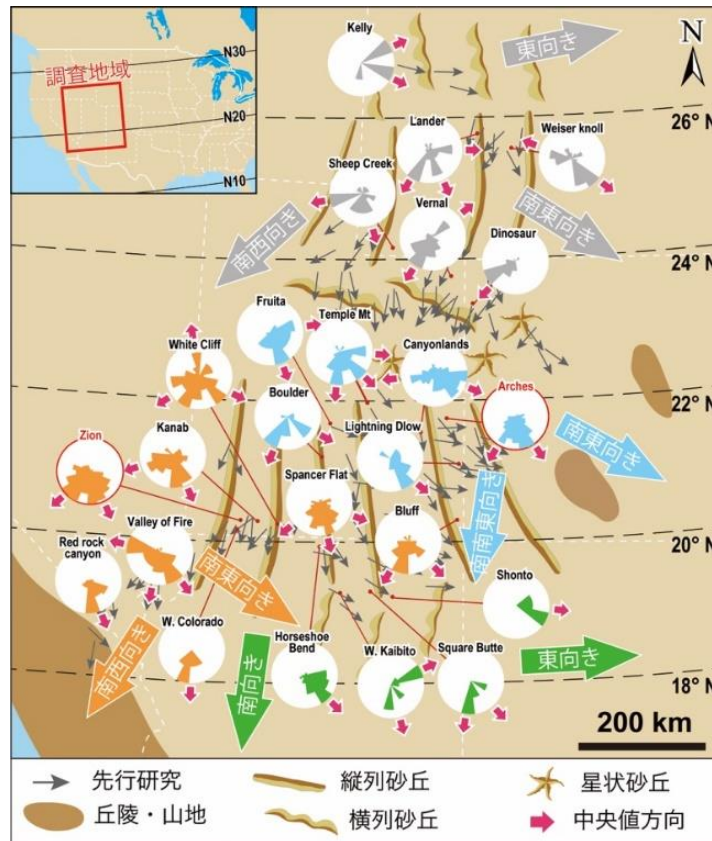 N30
N20
N10
調査地域
Kelly
東向き
N
26° N
Lander
Weiser knoll
Sheep Creek
Vernal
南西向き
南東向き
Dinosaur
24° N
Fruita
Temple Mt
White Cliff
Canyonlands
Boulder
Arches
22° N
Kanab
Lightning Dlow
南東向き
Zion
Spancer Flat
南南東向き
Valley of Fire
Bluff
Red rock
canyon
20° N
南東向き
Shonto
W. Colorado
Horseshoe
Bend
W. Kaibito
Square Butte
東向き
南西向き
南向き
18° N
200 km
先行研究
縦列砂丘
星状砂丘
丘陵・山地
横列砂丘
中央値方向